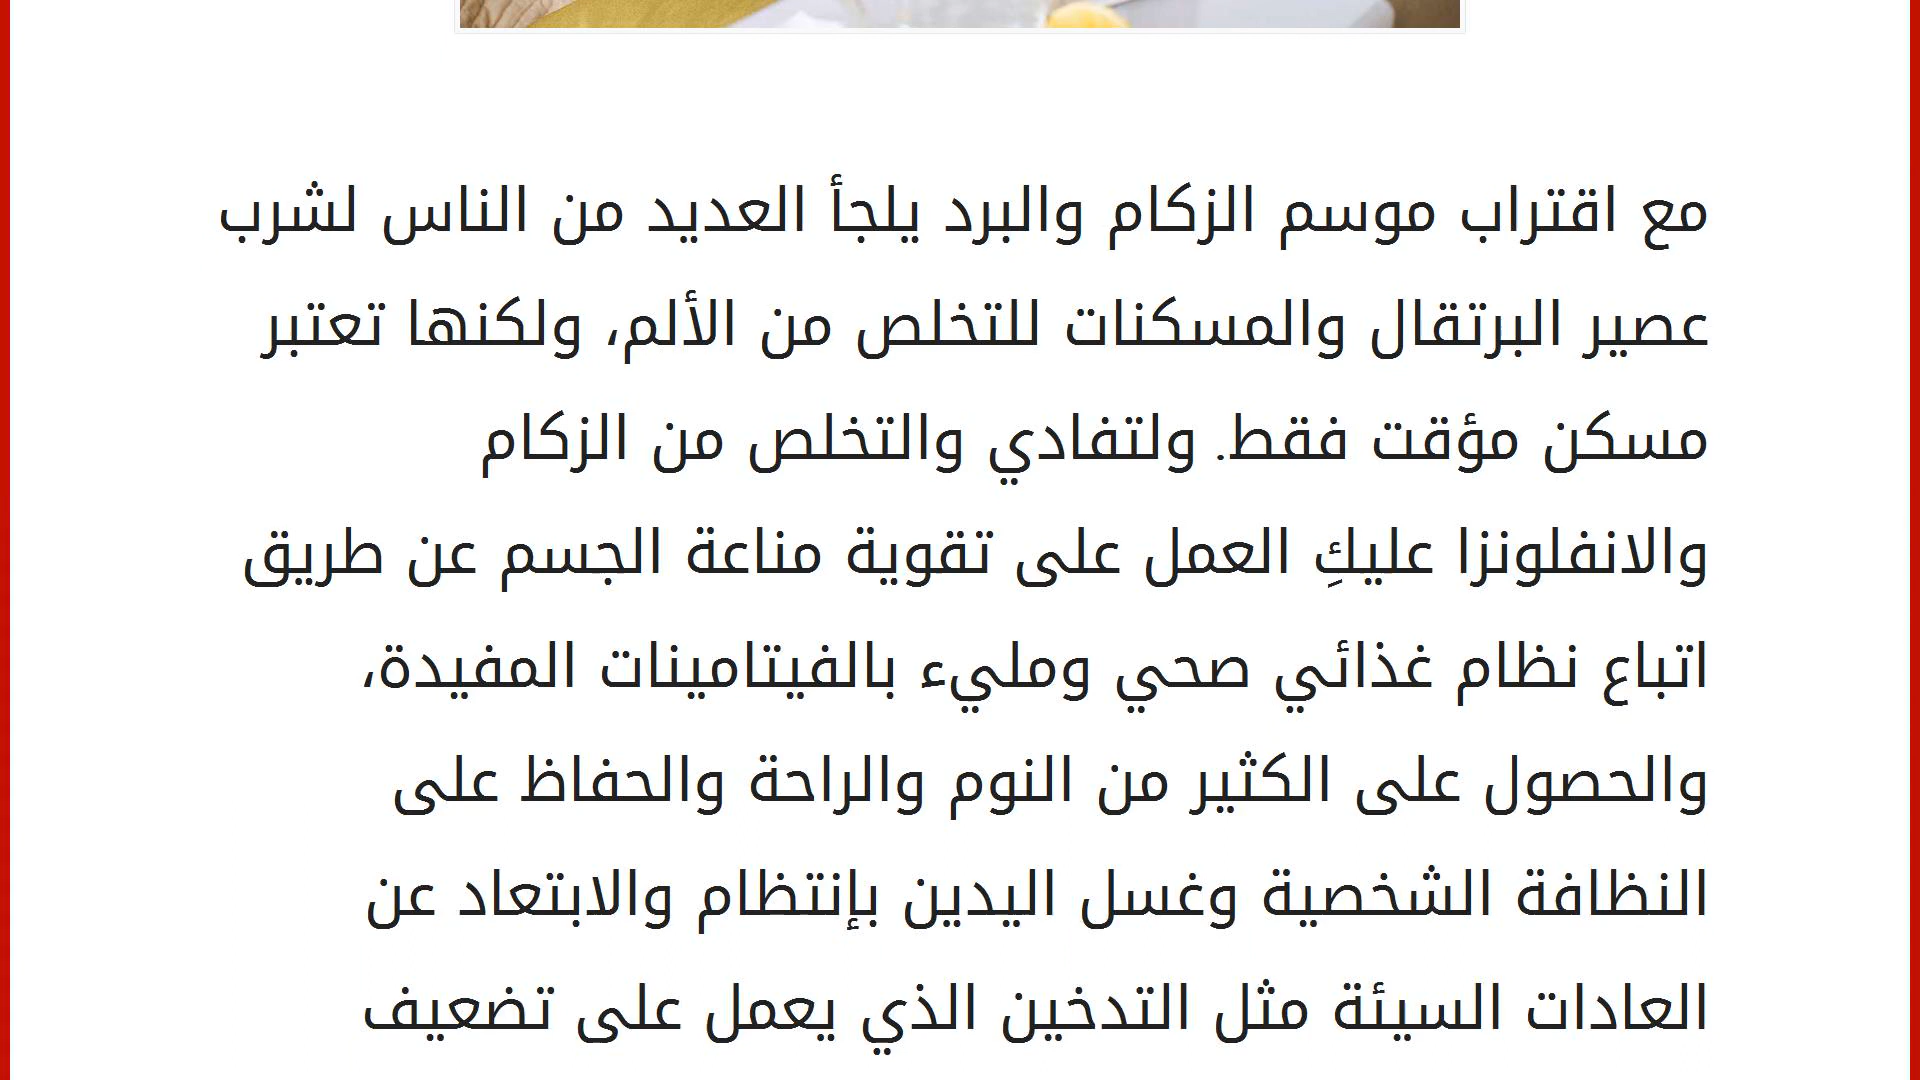 مع اقتراب موسم الزكام والبرد يلجأ العديد من الناس لشرب
عصير البرتقال والمسكنات للتخلص من الألم، ولكنها تعتبر
مسكن مؤقت فقط. ولتفادي والتخلص من الزكام
والانفلونزا عليكِ العمل على تقوية مناعة الجسم عن طريق
اتباع نظام غذائي صحي ومليء بالفيتامينات المفيدة،
والحصول على الكثير من النوم والراحة والحفاظ على
النظافة الشخصية وغسل اليدين بإنتظام والابتعاد عن
العادات السيئة مثل التدخين الذي يعمل على تضعيف